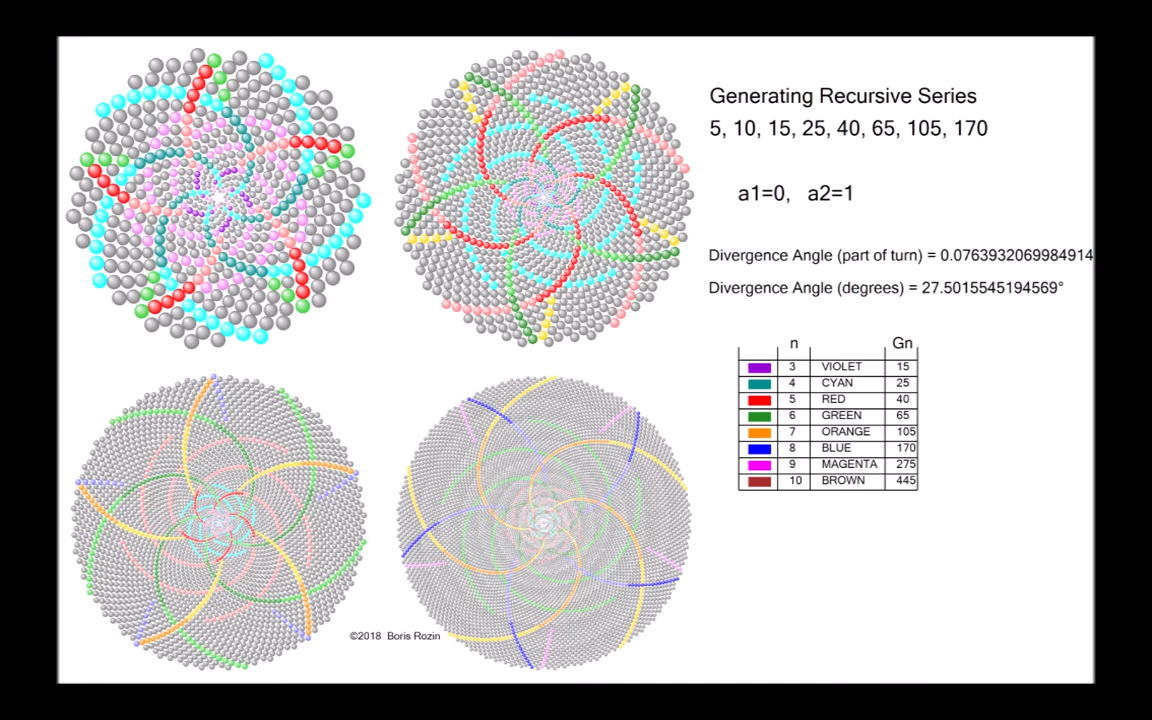 Generating Recursive Series
5, 10, 15, 25, 40, 65, 105, 170
a1=0, a2=1
Divergence Angle (part of turn) = 0.0763932069984914
Divergence Angle (degrees) = 27.5015545194569°
n Gn
3 VIOLET 15
4 CYAN 25
5 RED 40
6 GREEN 65
7 ORANGE 105
8 BLUE 170
9 MAGENTA 275
10 BROWN 445
©2018 Boris Rozin